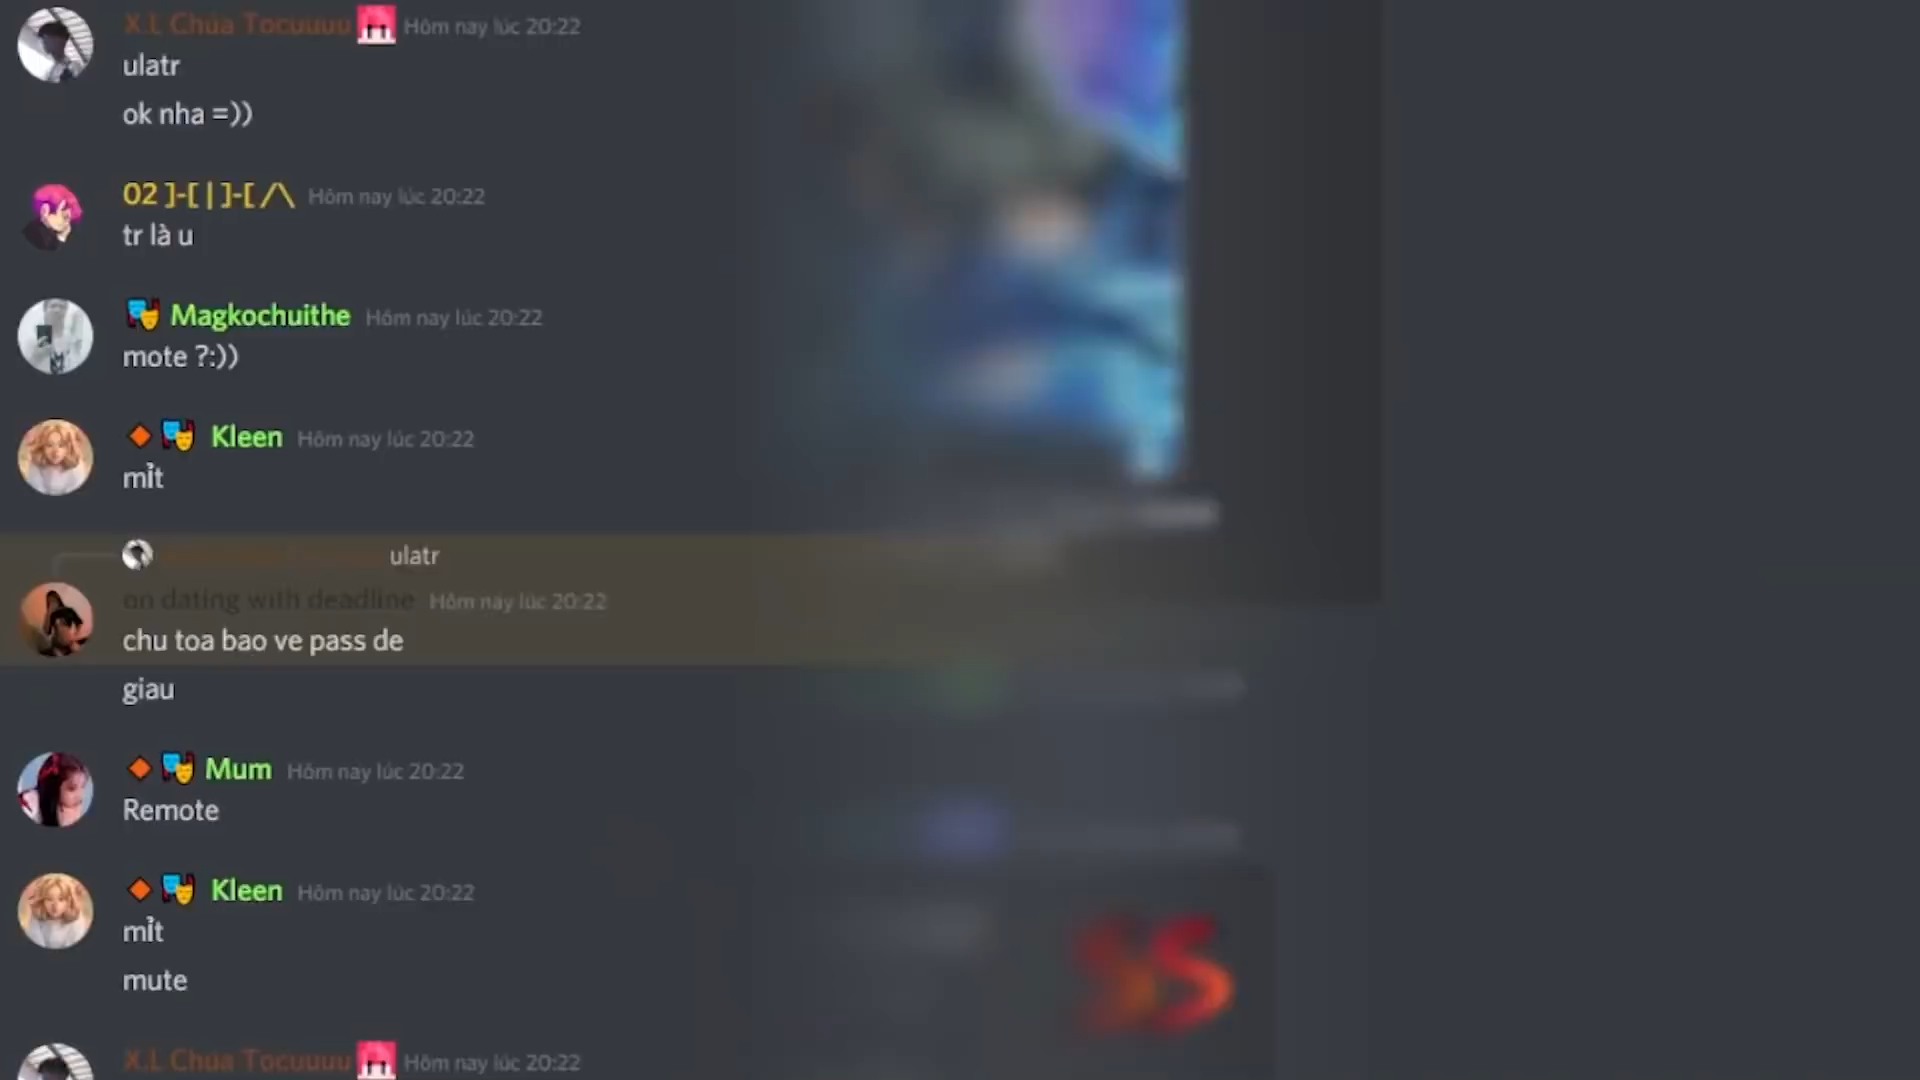 X.L Chúa Tocuuuu Hôm nay lúc 20:22
ulatr
ok nha =))
02 ]-[ | ]-[ /\ Hôm nay lúc 20:22
tr là u
Magkochuithe Hôm nay lúc 20:22
mote ?:))
Kleen Hôm nay lúc 20:22
mỉt
ulatr
on dating with deadline Hôm nay lúc 20:22
chu toa bao ve pass de
giau
Mum Hôm nay lúc 20:22
Remote
Kleen Hôm nay lúc 20:22
mỉt
mute
X.L Chúa Tocuuuu Hôm nay lúc 20:22